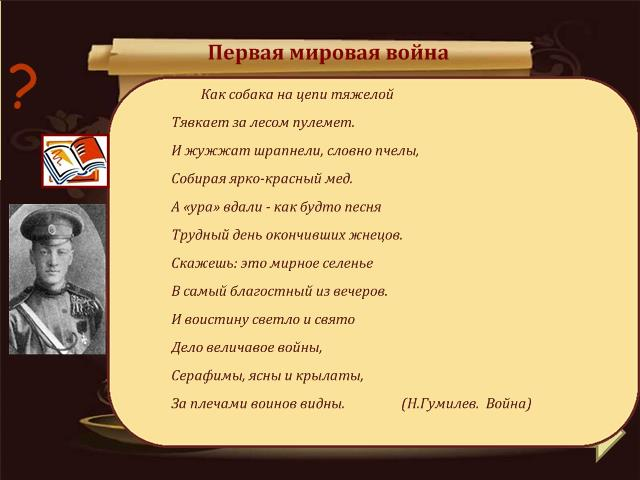 Первая мировая война
?
Как собака на цепи тяжелой
Тявкает за лесом пулемет.
И жужжат шрапнели, словно пчелы,
Собирая ярко-красный мед.
А «ура» вдали - как будто песня
Трудный день окончивших жнецов.
Скажешь: это мирное селенье
В самый благостный из вечеров.
И воистину светло и свято
Дело величавое войны,
Серафимы, ясны и крылаты,
За плечами воинов видны. (Н.Гумилев. Война)